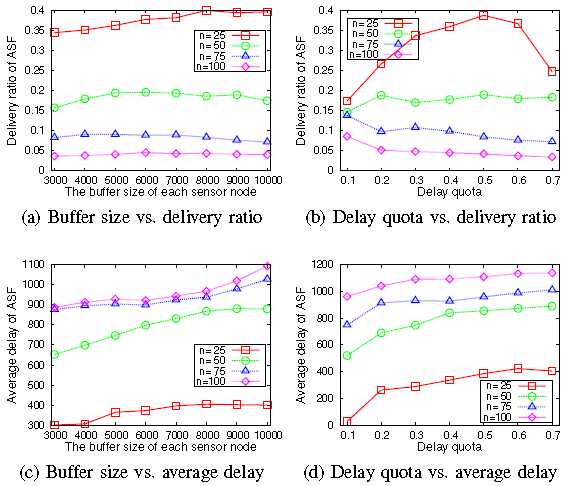 Delivery ratio of ASF
0.4
0.35
0.3
0.25
0.2
0.15
0.1
0.05
0
n= 25
n= 50
n= 75
n=100
3000 4000 5000 6000 7000 8000 9000 10000
The buffer size of each sensor node
(a) Buffer size vs. delivery ratio
Delivery ratio of ASF
0.4
0.35
0.3
0.25
0.2
0.15
0.1
0.05
0
n= 25
n= 50
n= 75
n=100
0.1 0.2 0.3 0.4 0.5 0.6 0.7
Delay quota
(b) Delay quota vs. delivery ratio
Average delay of ASF
1100
1000
900
800
700
600
500
400
300
n= 25
n= 50
n= 75
n=100
3000 4000 5000 6000 7000 8000 9000 10000
The buffer size of each sensor node
(c) Buffer size vs. average delay
Average delay of ASF
1200
1000
800
600
400
200
0
n= 25
n= 50
n= 75
n=100
0.1 0.2 0.3 0.4 0.5 0.6 0.7
Delay quota
(d) Delay quota vs. average delay